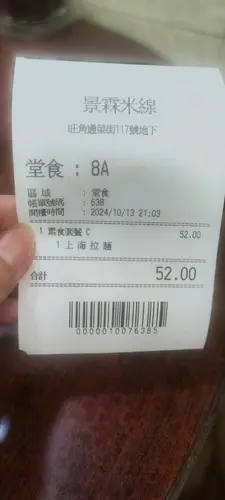 景霖米線
旺角通菜街117號地下
堂食 : 8A
區域 : 堂食
帳單號碼 : 638
開檯時間 : 2024/10/13 21:03
1 素食套餐 C 52.00
1 上海拉麵
合計 52.00
0000010076385